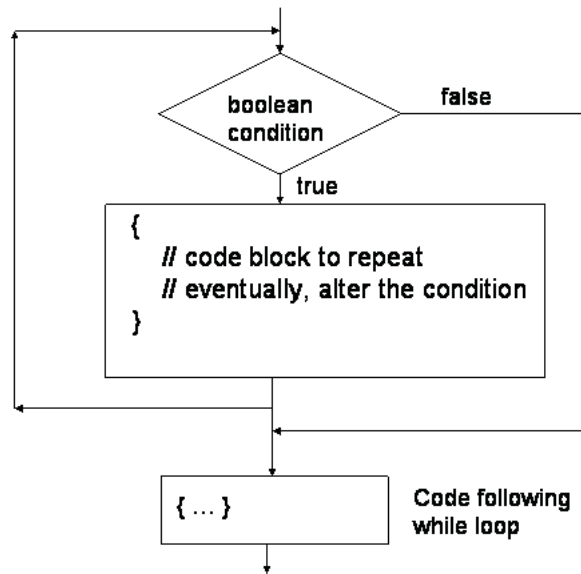 boolean
condition
false
true
{
// code block to repeat
// eventually, alter the condition
}
{ ... }
Code following
while loop